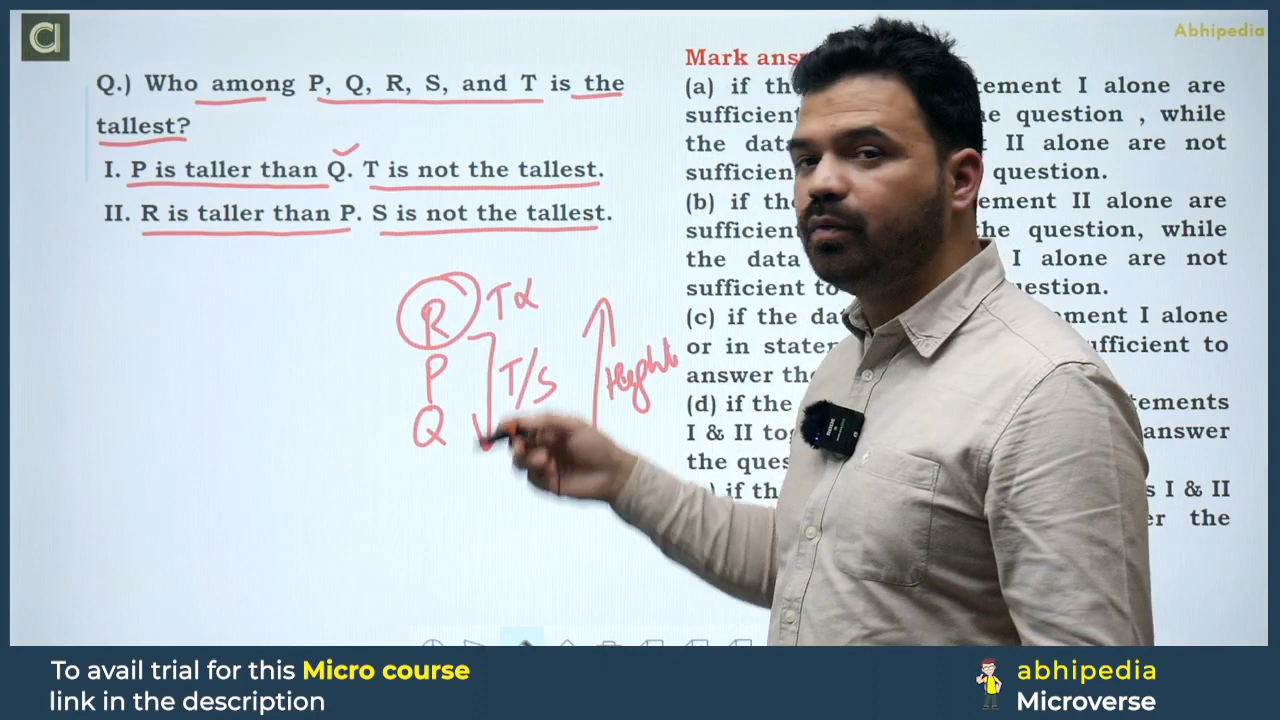 Abhipedia
Q.) Who among P, Q, R, S, and T is the
tallest?
I. P is taller than Q. T is not the tallest.
II. R is taller than P. S is not the tallest.
Mark ans
(a) if th tement I alone are
sufficient e question , while
the dat t II alone are not
sufficien question.
(b) if the ement II alone are
sufficient the question, while
the data I alone are not
sufficient to estion.
(c) if the da ment I alone
or in state ufficient to
answer th
(d) if the tements
I & II to answer
the ques
) if th s I & II
er the
R T
P T/S
Q
Height
To avail trial for this Micro course
link in the description
abhipedia
Microverse